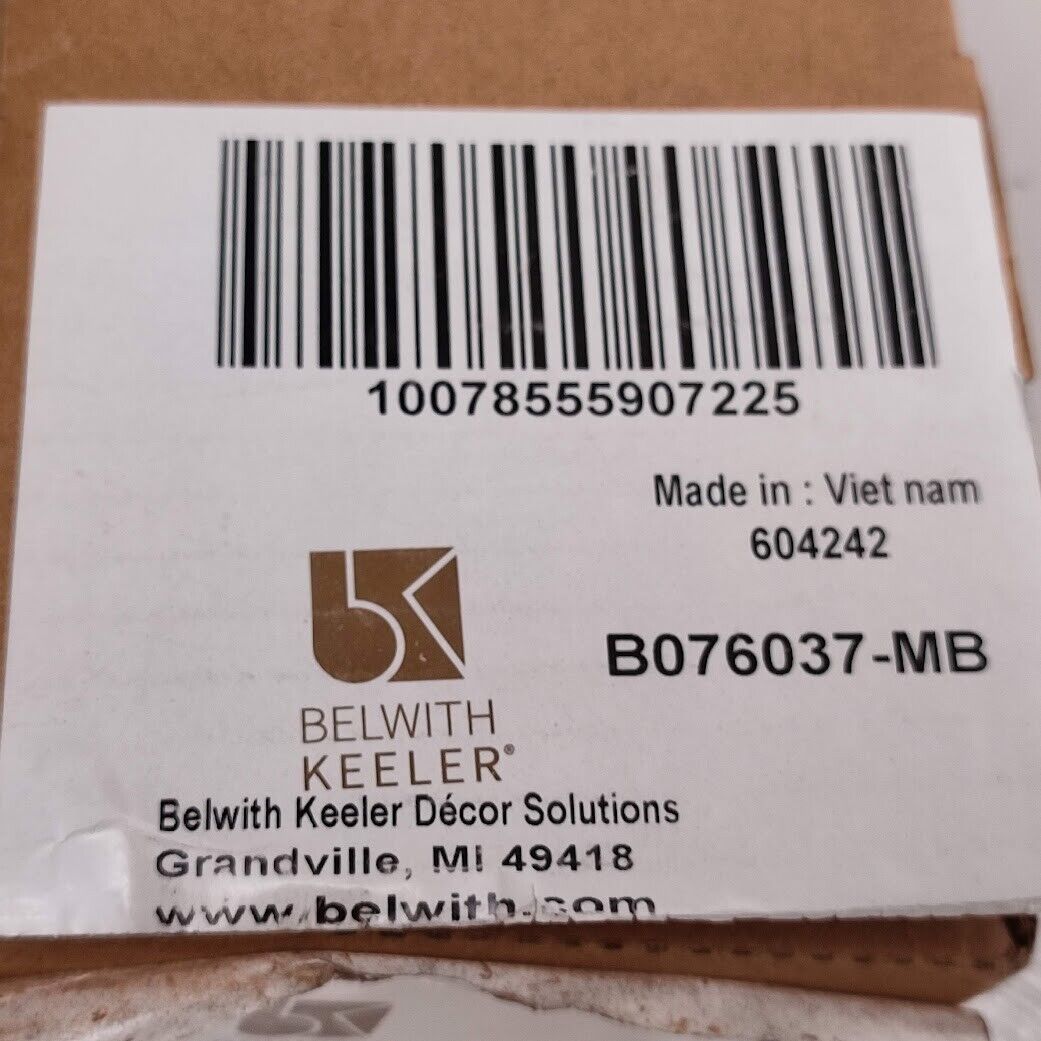 10078555907225
Made in : Viet nam
604242
B076037-MB
BELWITH
KEELER®
Belwith Keeler Décor Solutions
Grandville, MI 49418
www.belwith.com